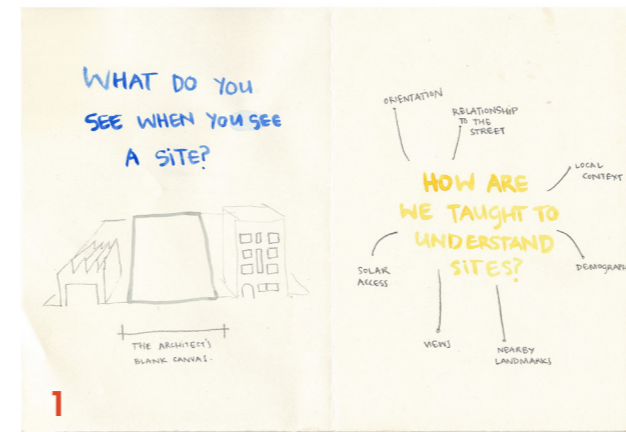 WHAT DO YOU
SEE WHEN YOU SEE
A SITE?
THE ARCHITECT'S
BLANK CANVAS.
1
ORIENTATION
RELATIONSHIP
TO THE
STREET
LOCAL
CONTEXT
HOW ARE
WE TAUGHT TO
UNDERSTAND
SITES?
SOLAR
ACCESS
DEMOGRAPH
VIEWS
NEARBY
LANDMARKS